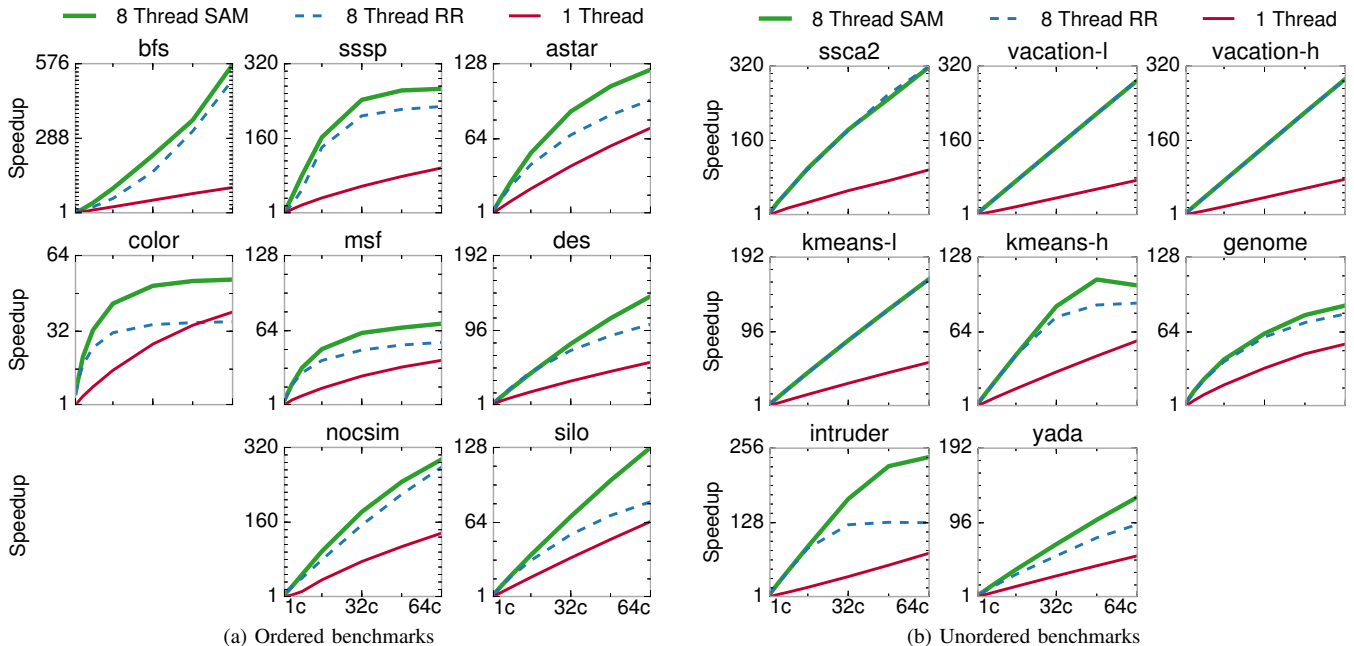 8 Thread SAM 8 Thread RR 1 Thread
bfs sssp astar
Speedup
576
288
1
320
160
1
128
64
1
color msf des
Speedup
64
32
1
128
64
1
192
96
1
nocsim silo
Speedup
320
160
1
128
64
1
1c 32c 64c
1c 32c 64c
(a) Ordered benchmarks
8 Thread SAM 8 Thread RR 1 Thread
ssca2 vacation-l vacation-h
Speedup
320
160
1
320
160
1
320
160
1
kmeans-l kmeans-h genome
Speedup
192
96
1
128
64
1
128
64
1
intruder yada
Speedup
256
128
1
192
96
1
1c 32c 64c
1c 32c 64c
(b) Unordered benchmarks